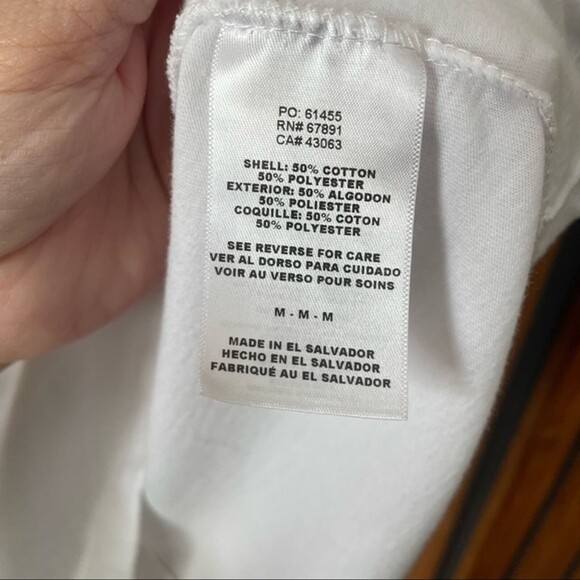 PO: 61455
RN# 67891
CA# 43063
SHELL: 50% COTTON
50% POLYESTER
EXTERIOR: 50% ALGODON
50% POLIESTER
COQUILLE: 50% COTON
50% POLYESTER
SEE REVERSE FOR CARE
VER AL DORSO PARA CUIDADO
VOIR AU VERSO POUR SOINS
M - M - M
MADE IN EL SALVADOR
HECHO EN EL SALVADOR
FABRIQUÉ AU EL SALVADOR